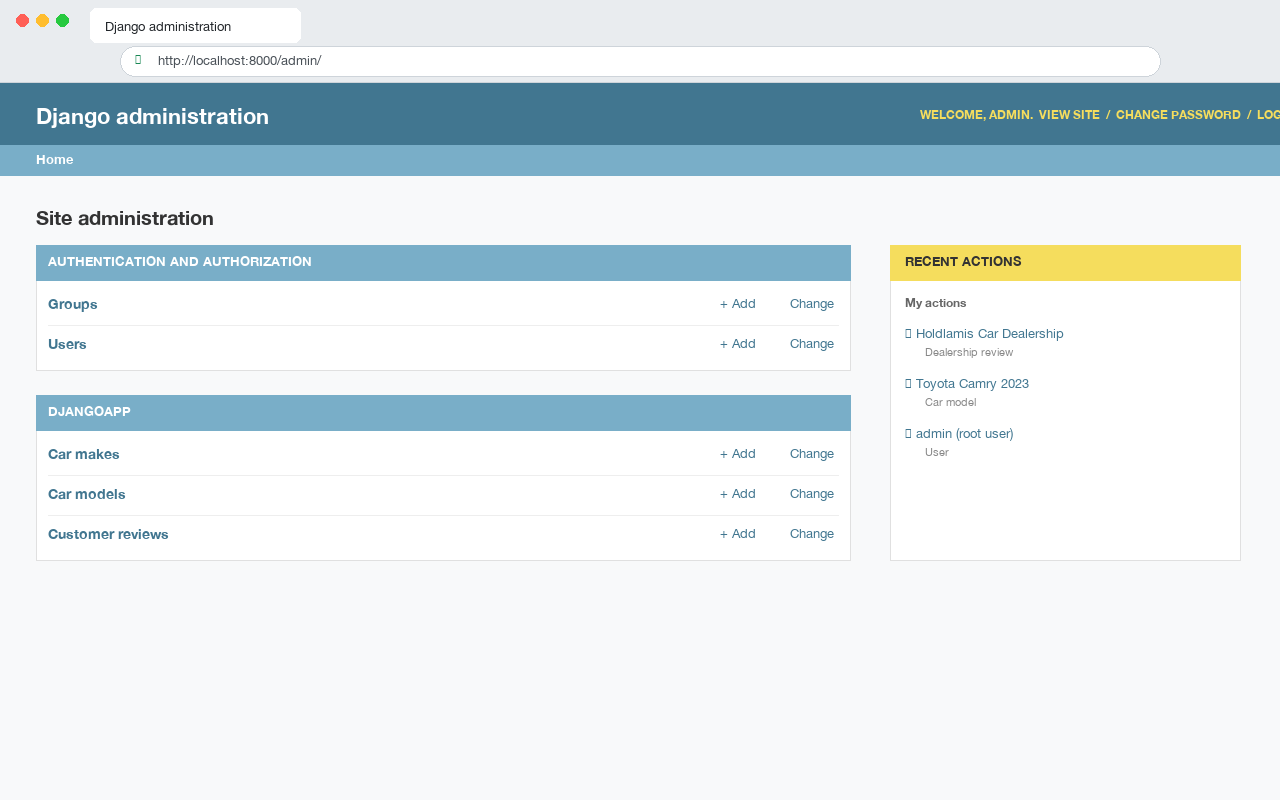 Django administration
http://localhost:8000/admin/
Django administration
WELCOME, ADMIN. VIEW SITE / CHANGE PASSWORD / LOG
Home
Site administration
AUTHENTICATION AND AUTHORIZATION
Groups + Add Change
Users + Add Change
DJANGOAPP
Car makes + Add Change
Car models + Add Change
Customer reviews + Add Change
RECENT ACTIONS
My actions
Holdlamis Car Dealership
Dealership review
Toyota Camry 2023
Car model
admin (root user)
User